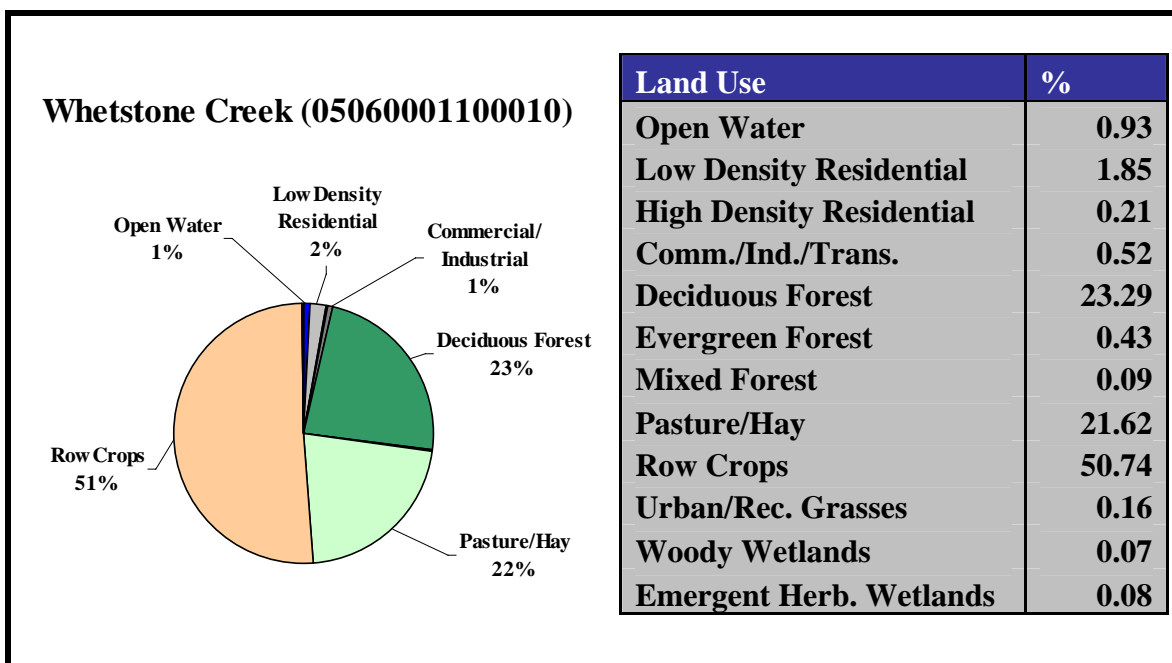 Whetstone Creek (05060001100010)
Low Density
Residential
2%
Open Water
1%
Commercial/
Industrial
1%
Deciduous Forest
23%
Row Crops
51%
Pasture/Hay
22%
Land Use %
Open Water 0.93
Low Density Residential 1.85
High Density Residential 0.21
Comm./Ind./Trans. 0.52
Deciduous Forest 23.29
Evergreen Forest 0.43
Mixed Forest 0.09
Pasture/Hay 21.62
Row Crops 50.74
Urban/Rec. Grasses 0.16
Woody Wetlands 0.07
Emergent Herb. Wetlands 0.08